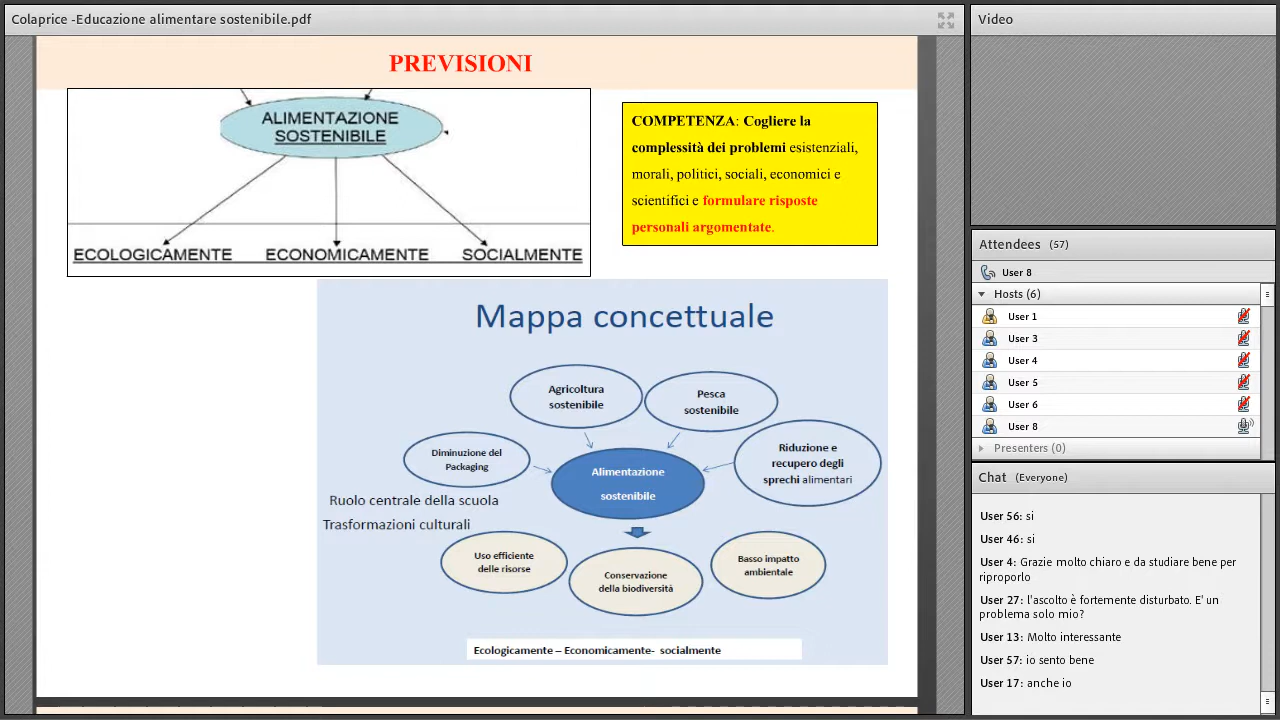 Colaprice -Educazione alimentare sostenibile.pdf
PREVISIONI
ALIMENTAZIONE
SOSTENIBILE
ECOLOGICAMENTE ECONOMICAMENTE SOCIALMENTE
COMPETENZA: Cogliere la
complessità dei problemi esistenziali,
morali, politici, sociali, economici e
scientifici e formulare risposte
personali argomentate.
Mappa concettuale
Agricoltura
sostenibile
Pesca
sostenibile
Diminuzione del
Packaging
Riduzione e
recupero degli
sprechi alimentari
Alimentazione
sostenibile
Ruolo centrale della scuola
Trasformazioni culturali
Uso efficiente
delle risorse
Conservazione
della biodiversità
Basso impatto
ambientale
Ecologicamente – Economicamente- socialmente
Video
Attendees (57)
User 8
Hosts (6)
User 1
User 3
User 4
User 5
User 6
User 8
Presenters (0)
Chat (Everyone)
User 56: si
User 46: si
User 4: Grazie molto chiaro e da studiare bene per
riproporlo
User 27: l'ascolto è fortemente disturbato. E' un
problema solo mio?
User 13: Molto interessante
User 57: io sento bene
User 17: anche io